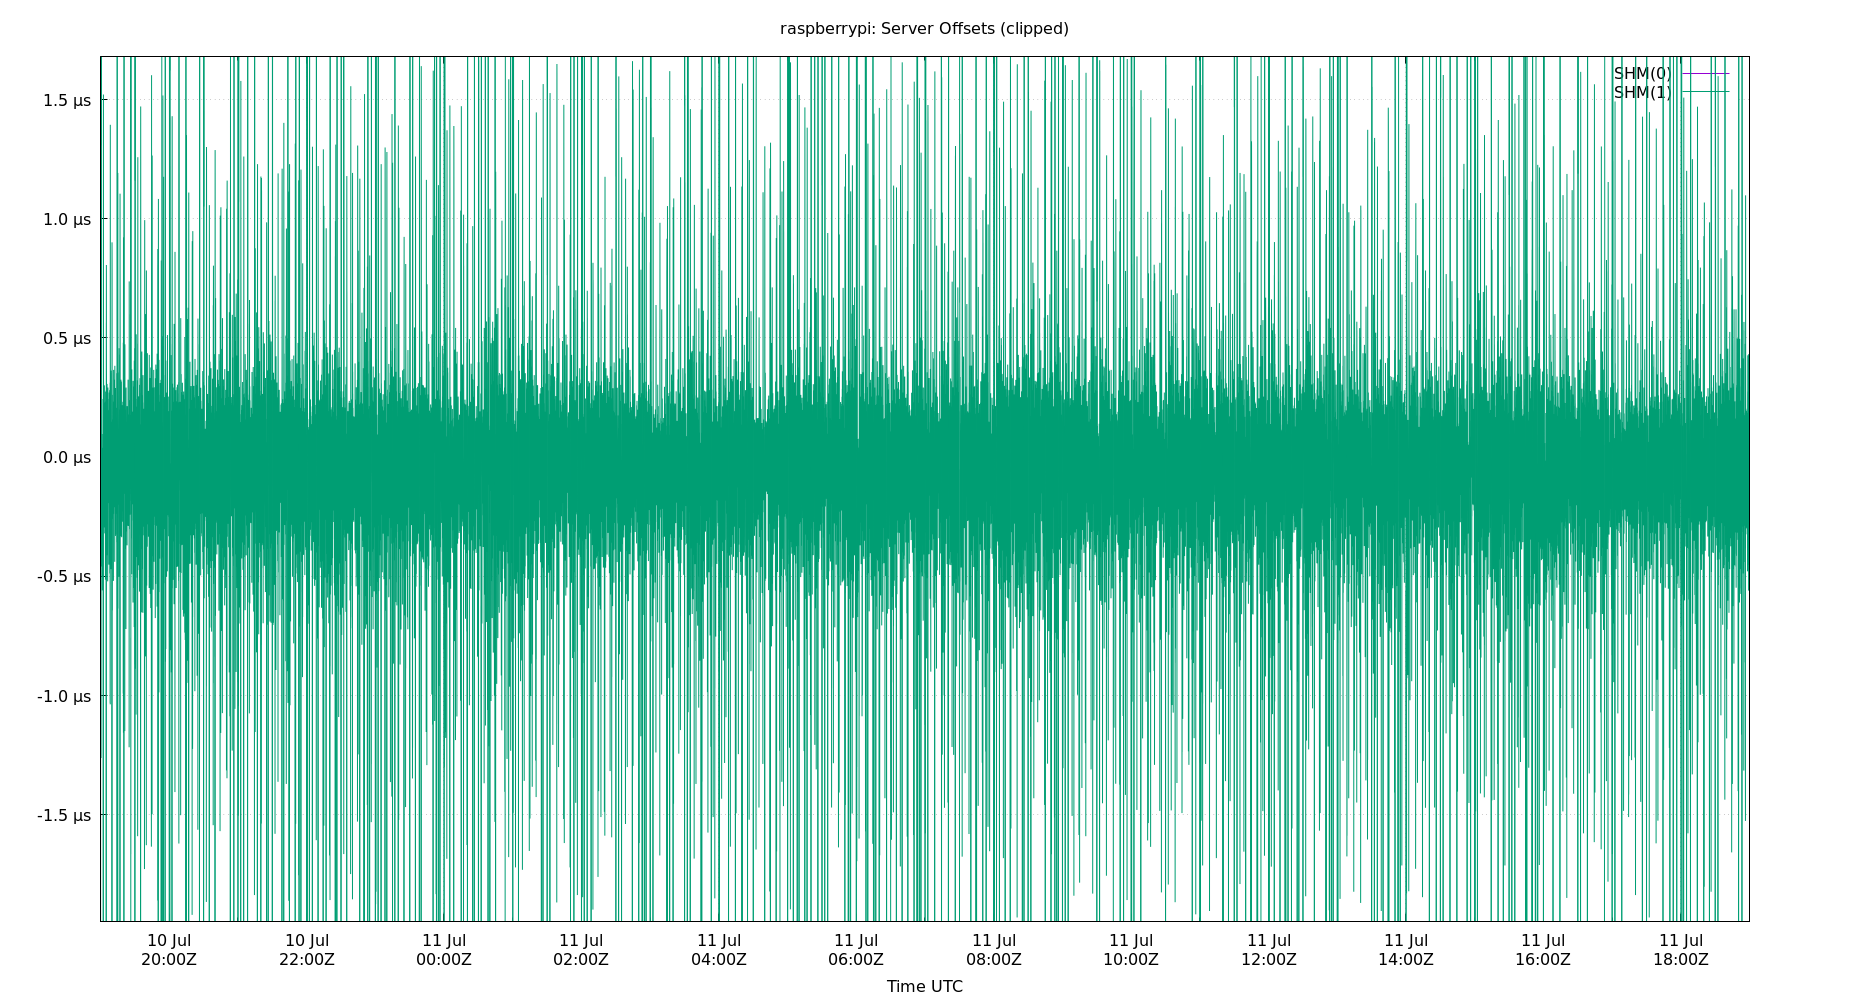 raspberrypi: Server Offsets (clipped)
SHM(0)
SHM(1)
1.5 µs
1.0 µs
0.5 µs
0.0 µs
-0.5 µs
-1.0 µs
-1.5 µs
10 Jul 10 Jul 11 Jul 11 Jul 11 Jul 11 Jul 11 Jul 11 Jul 11 Jul 11 Jul 11 Jul 11 Jul
20:00Z 22:00Z 00:00Z 02:00Z 04:00Z 06:00Z 08:00Z 10:00Z 12:00Z 14:00Z 16:00Z 18:00Z
Time UTC